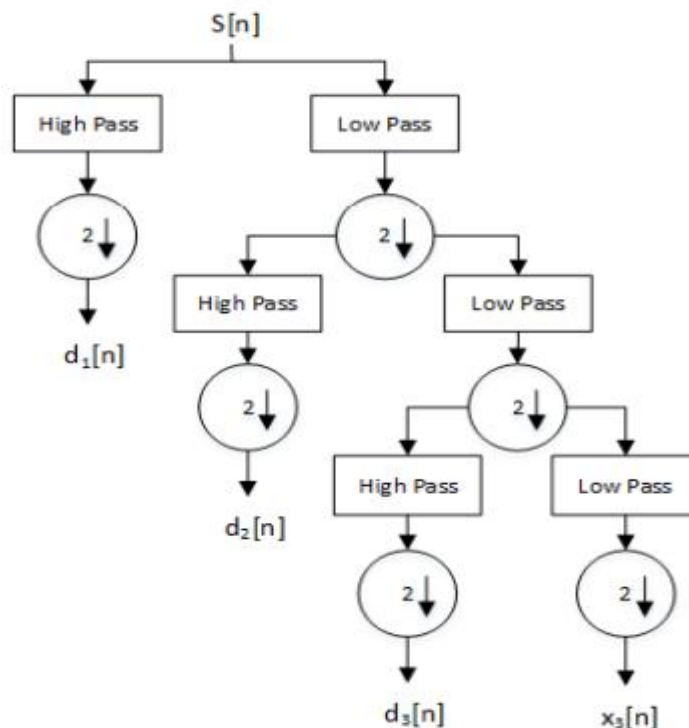 S[n]
High Pass
Low Pass
2
2
High Pass
Low Pass
d₁[n]
2
2
High Pass
Low Pass
d₂[n]
2
2
d₃[n]
x₃[n]